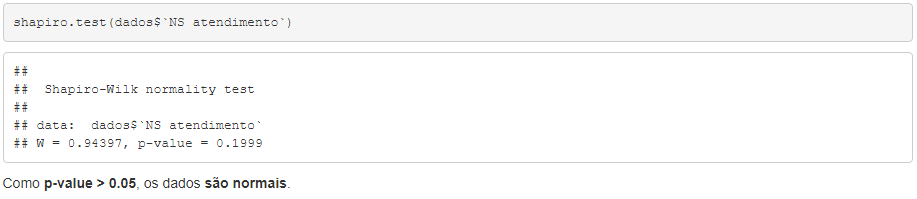 shapiro.test(dados$`NS atendimento`)
##
##  Shapiro-Wilk normality test
##
## data:  dados$`NS atendimento`
## W = 0.94397, p-value = 0.1999
Como p-value > 0.05, os dados são normais.